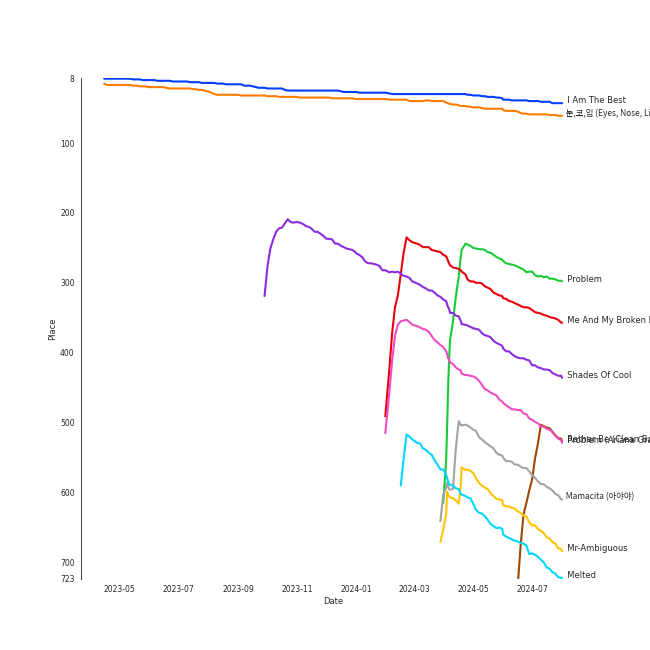 8
100
200
300
400
500
600
700
723
Place
I Am The Best
눈,코,입 (Eyes, Nose, Li
Problem
Me And My Broken
Shades Of Cool
Mamacita (아야야)
Mr-Ambiguous
Melted
2023-05
2023-07
2023-09
2023-11
2024-01
2024-03
2024-05
2024-07
Date